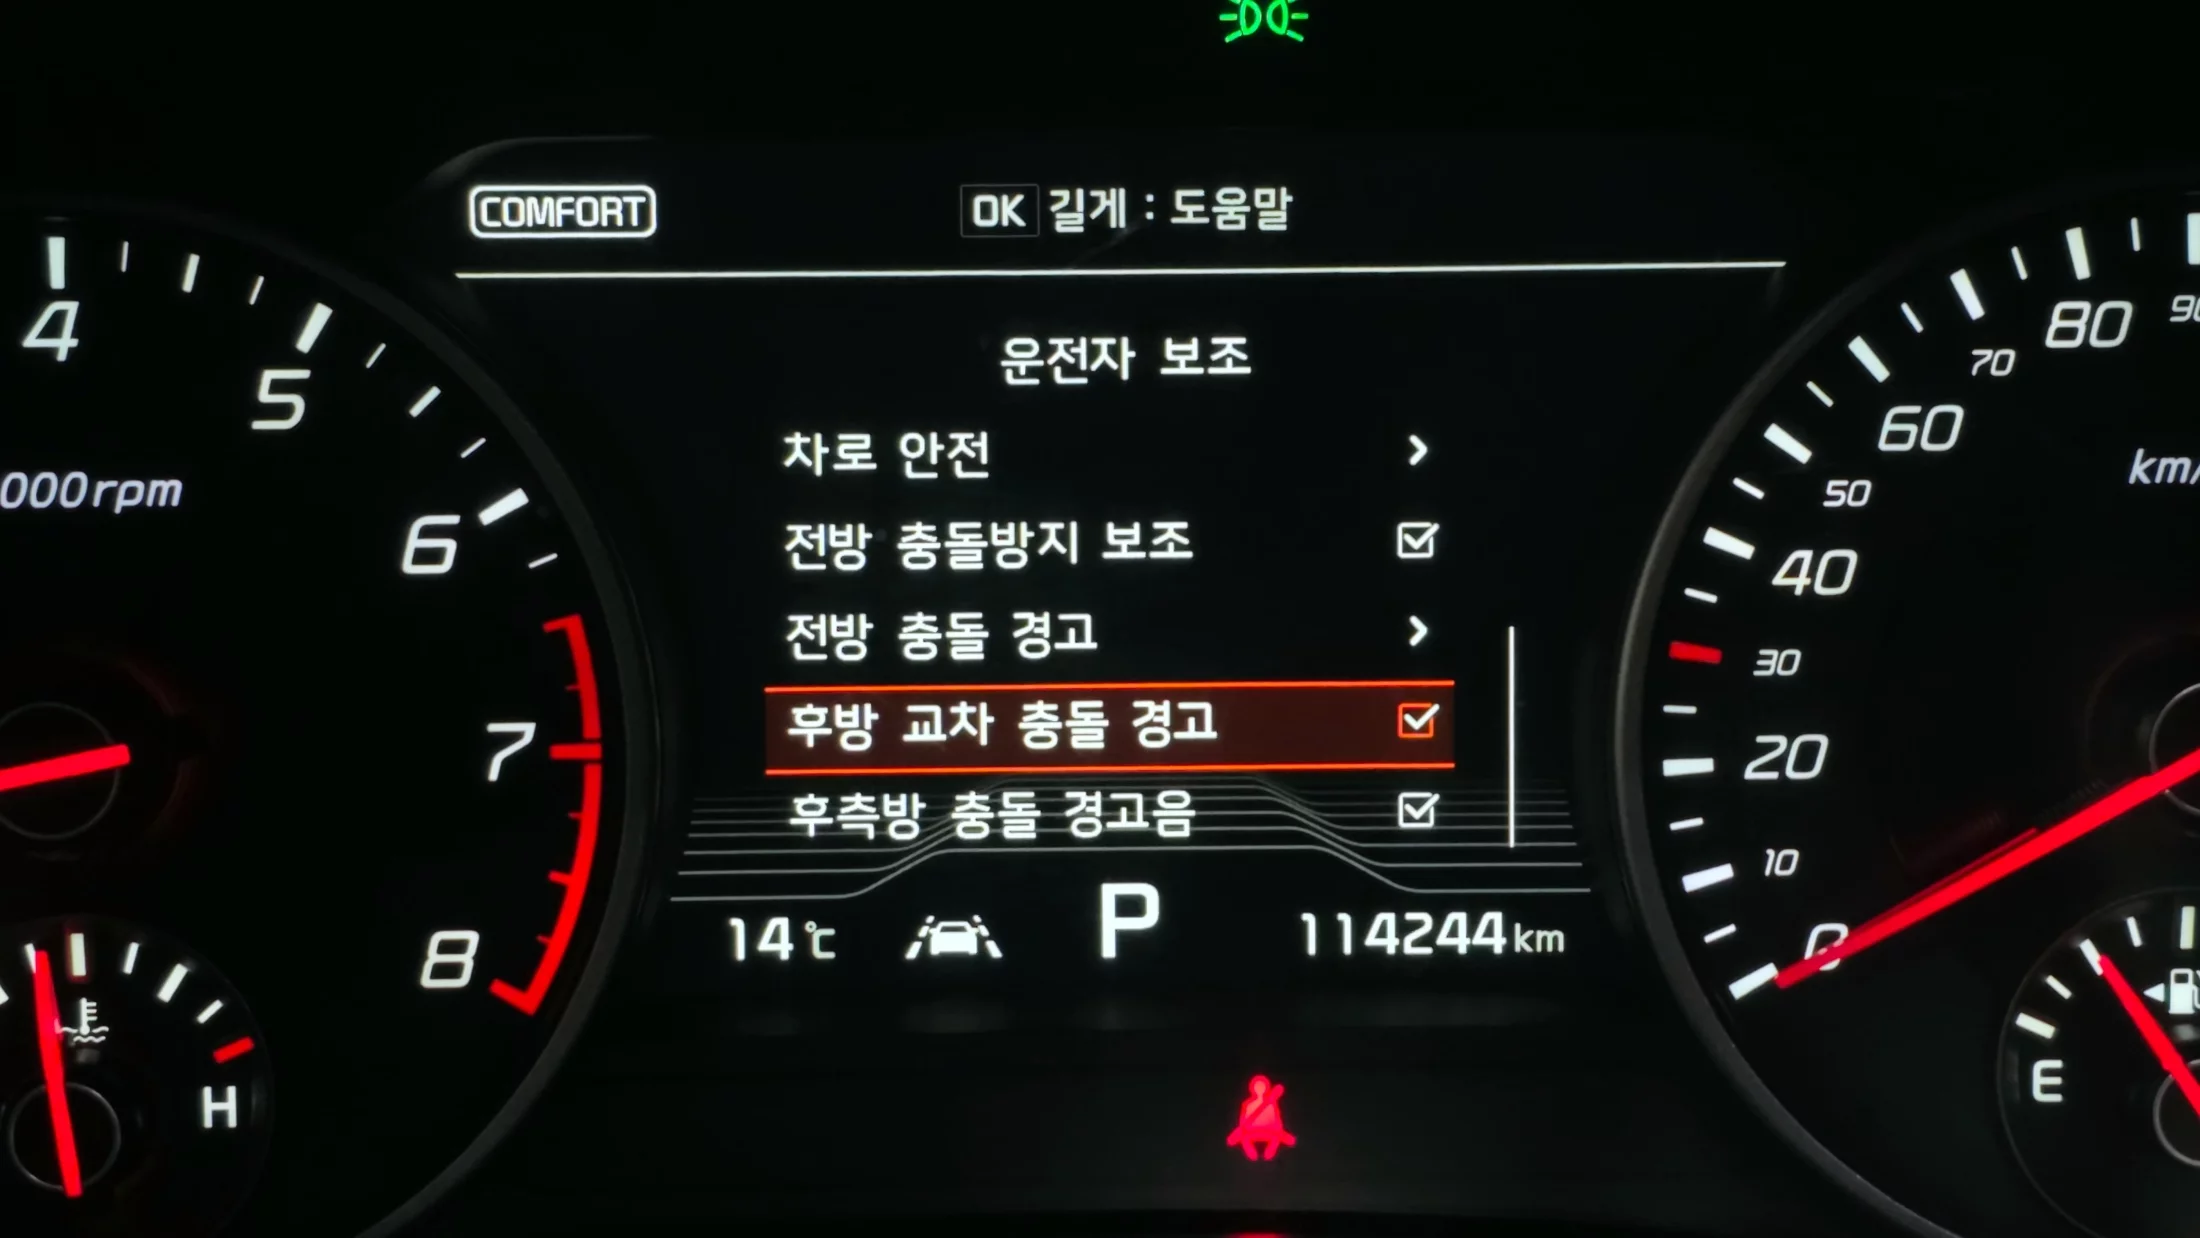 COMFORT
OK 길게 : 도움말
운전자 보조
차로 안전
전방 충돌방지 보조
전방 충돌 경고
후방 교차 충돌 경고
후측방 충돌 경고음
14℃ P 114244km
4
5
6
7
8
000rpm
H
0
10
20
30
40
50
60
70
80
km/
E